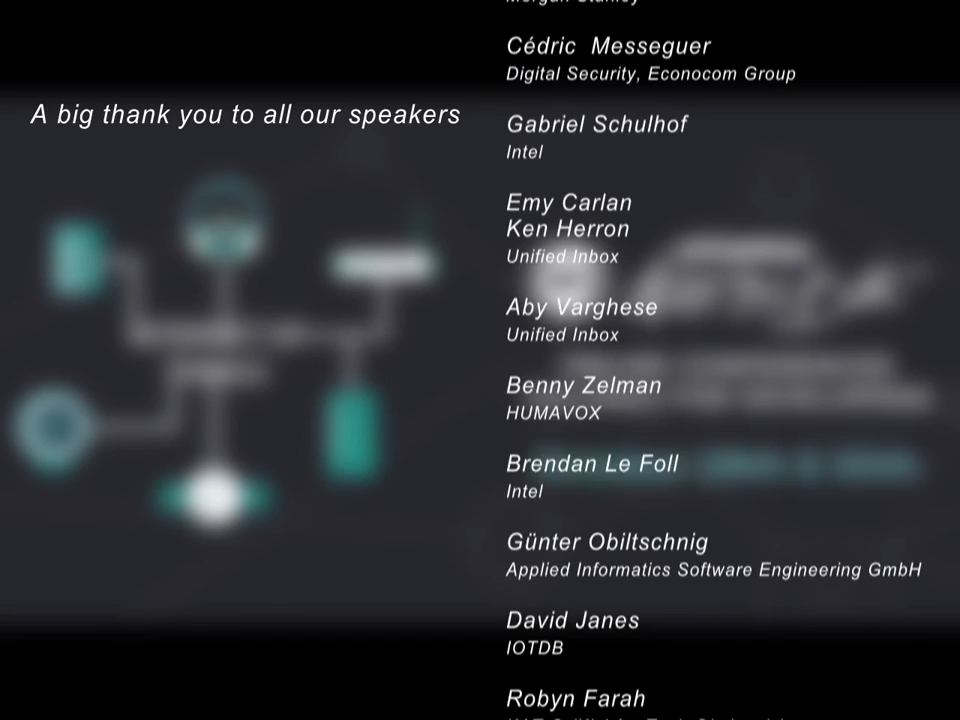 A big thank you to all our speakers
Morgan Stanley
Cédric Messeguer
Digital Security, Econocom Group
Gabriel Schulhof
Intel
Emy Carlan
Ken Herron
Unified Inbox
Aby Varghese
Unified Inbox
Benny Zelman
HUMAVOX
Brendan Le Foll
Intel
Günter Obiltschnig
Applied Informatics Software Engineering GmbH
David Janes
IOTDB
Robyn Farah